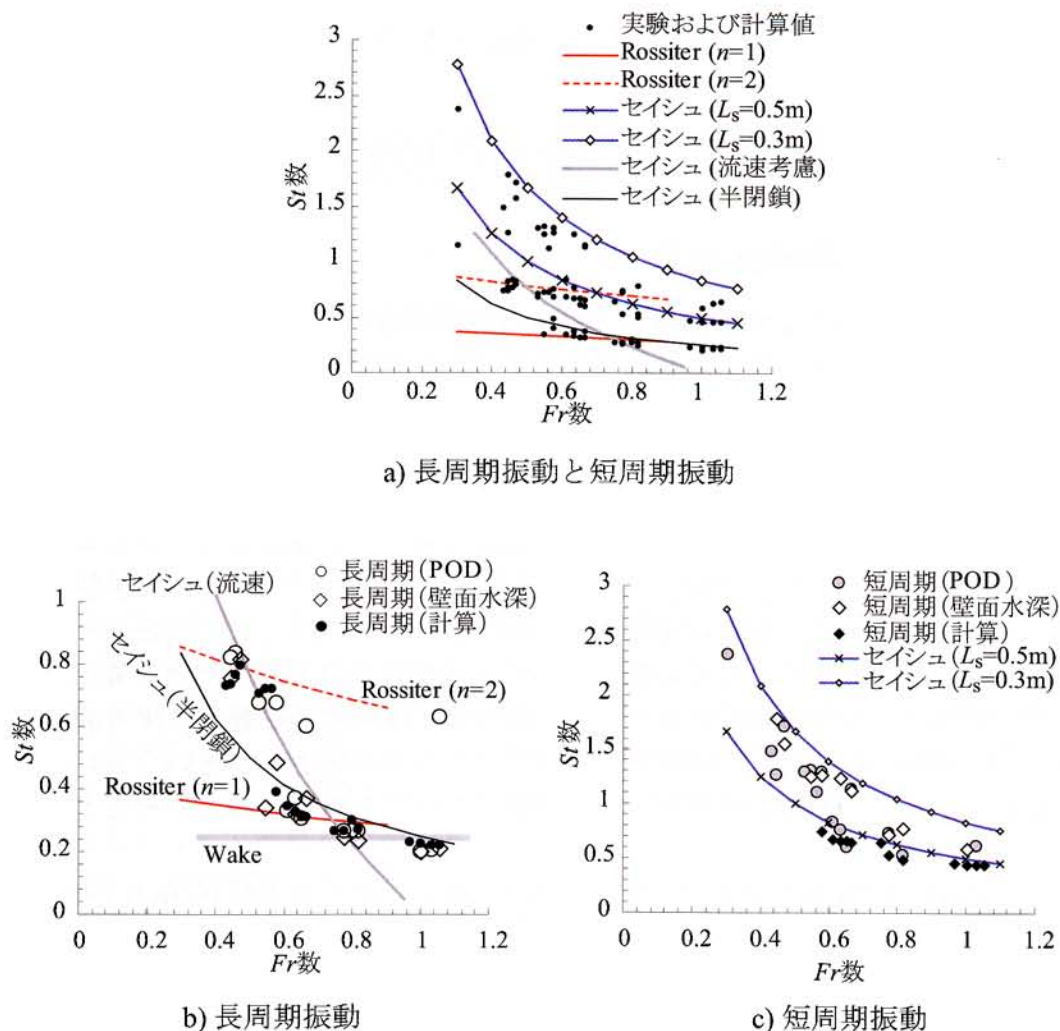 実験および計算値
Rossiter (n=1)
Rossiter (n=2)
セイシュ (Ls=0.5m)
セイシュ (Ls=0.3m)
セイシュ (流速考慮)
セイシュ (半閉鎖)
3
2.5
2
1.5
1
0.5
0
St数
0 0.2 0.4 0.6 0.8 1 1.2
Fr数
a) 長周期振動と短周期振動
長周期(POD)
長周期(壁面水深)
長周期(計算)
セイシュ(流速)
セイシュ(半閉鎖)
Rossiter (n=2)
Rossiter (n=1)
Wake
1
0.8
0.6
0.4
0.2
0
St数
0 0.2 0.4 0.6 0.8 1 1.2
Fr数
b) 長周期振動
短周期(POD)
短周期(壁面水深)
短周期(計算)
セイシュ(Ls=0.5m)
セイシュ(Ls=0.3m)
3
2.5
2
1.5
1
0.5
0
St数
0 0.2 0.4 0.6 0.8 1 1.2
Fr数
c) 短周期振動